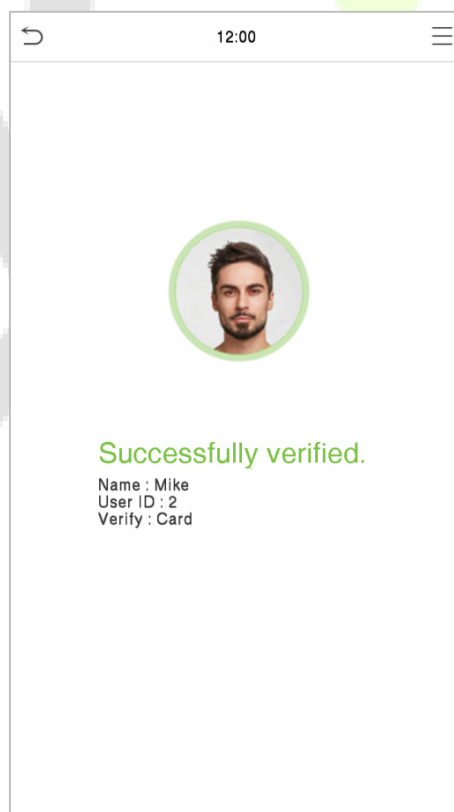 12:00
Successfully verified.
Name : Mike
User ID : 2
Verify : Card